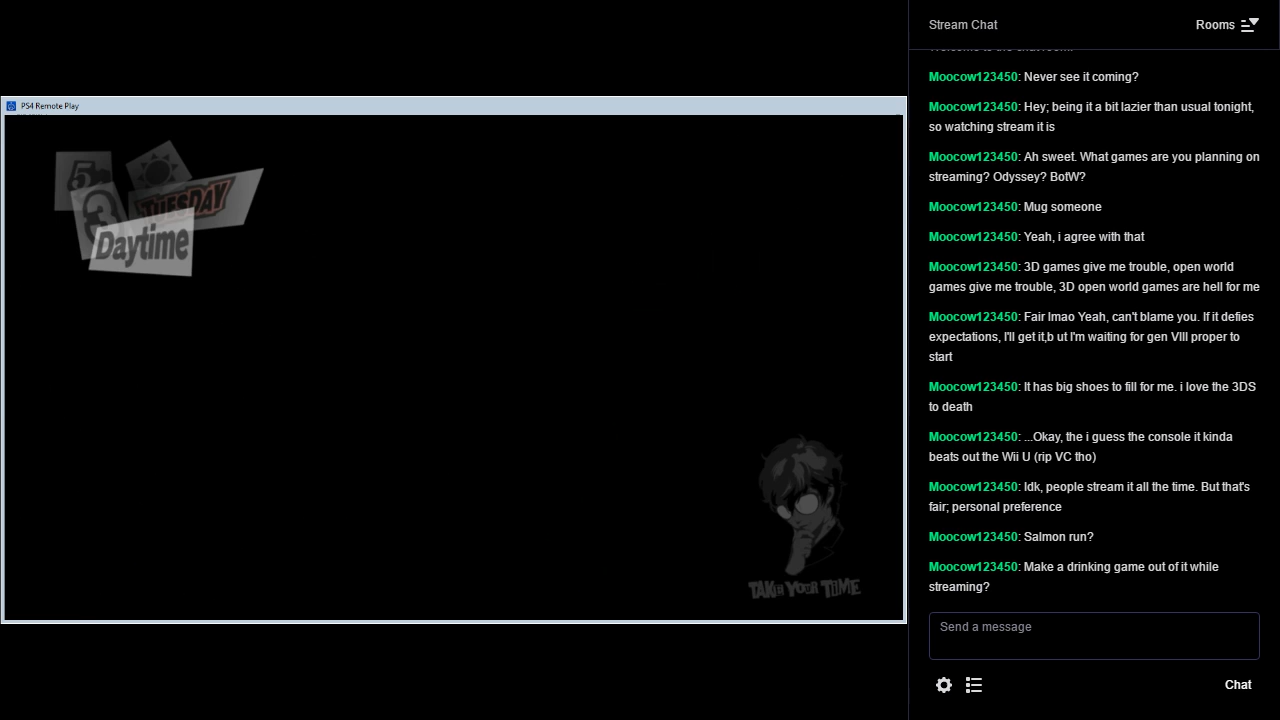 PS4 Remote Play
5
3
TUESDAY
Daytime
TAKE YOUR TIME
Stream Chat
Rooms
Welcome to the chat room!
Moocow123450: Never see it coming?
Moocow123450: Hey; being it a bit lazier than usual tonight,
so watching stream it is
Moocow123450: Ah sweet. What games are you planning on
streaming? Odyssey? BotW?
Moocow123450: Mug someone
Moocow123450: Yeah, i agree with that
Moocow123450: 3D games give me trouble, open world
games give me trouble, 3D open world games are hell for me
Moocow123450: Fair lmao Yeah, can't blame you. If it defies
expectations, I'll get it,b ut I'm waiting for gen VIII proper to
start
Moocow123450: It has big shoes to fill for me. i love the 3DS
to death
Moocow123450: ...Okay, the i guess the console it kinda
beats out the Wii U (rip VC tho)
Moocow123450: Idk, people stream it all the time. But that's
fair; personal preference
Moocow123450: Salmon run?
Moocow123450: Make a drinking game out of it while
streaming?
Send a message
Chat